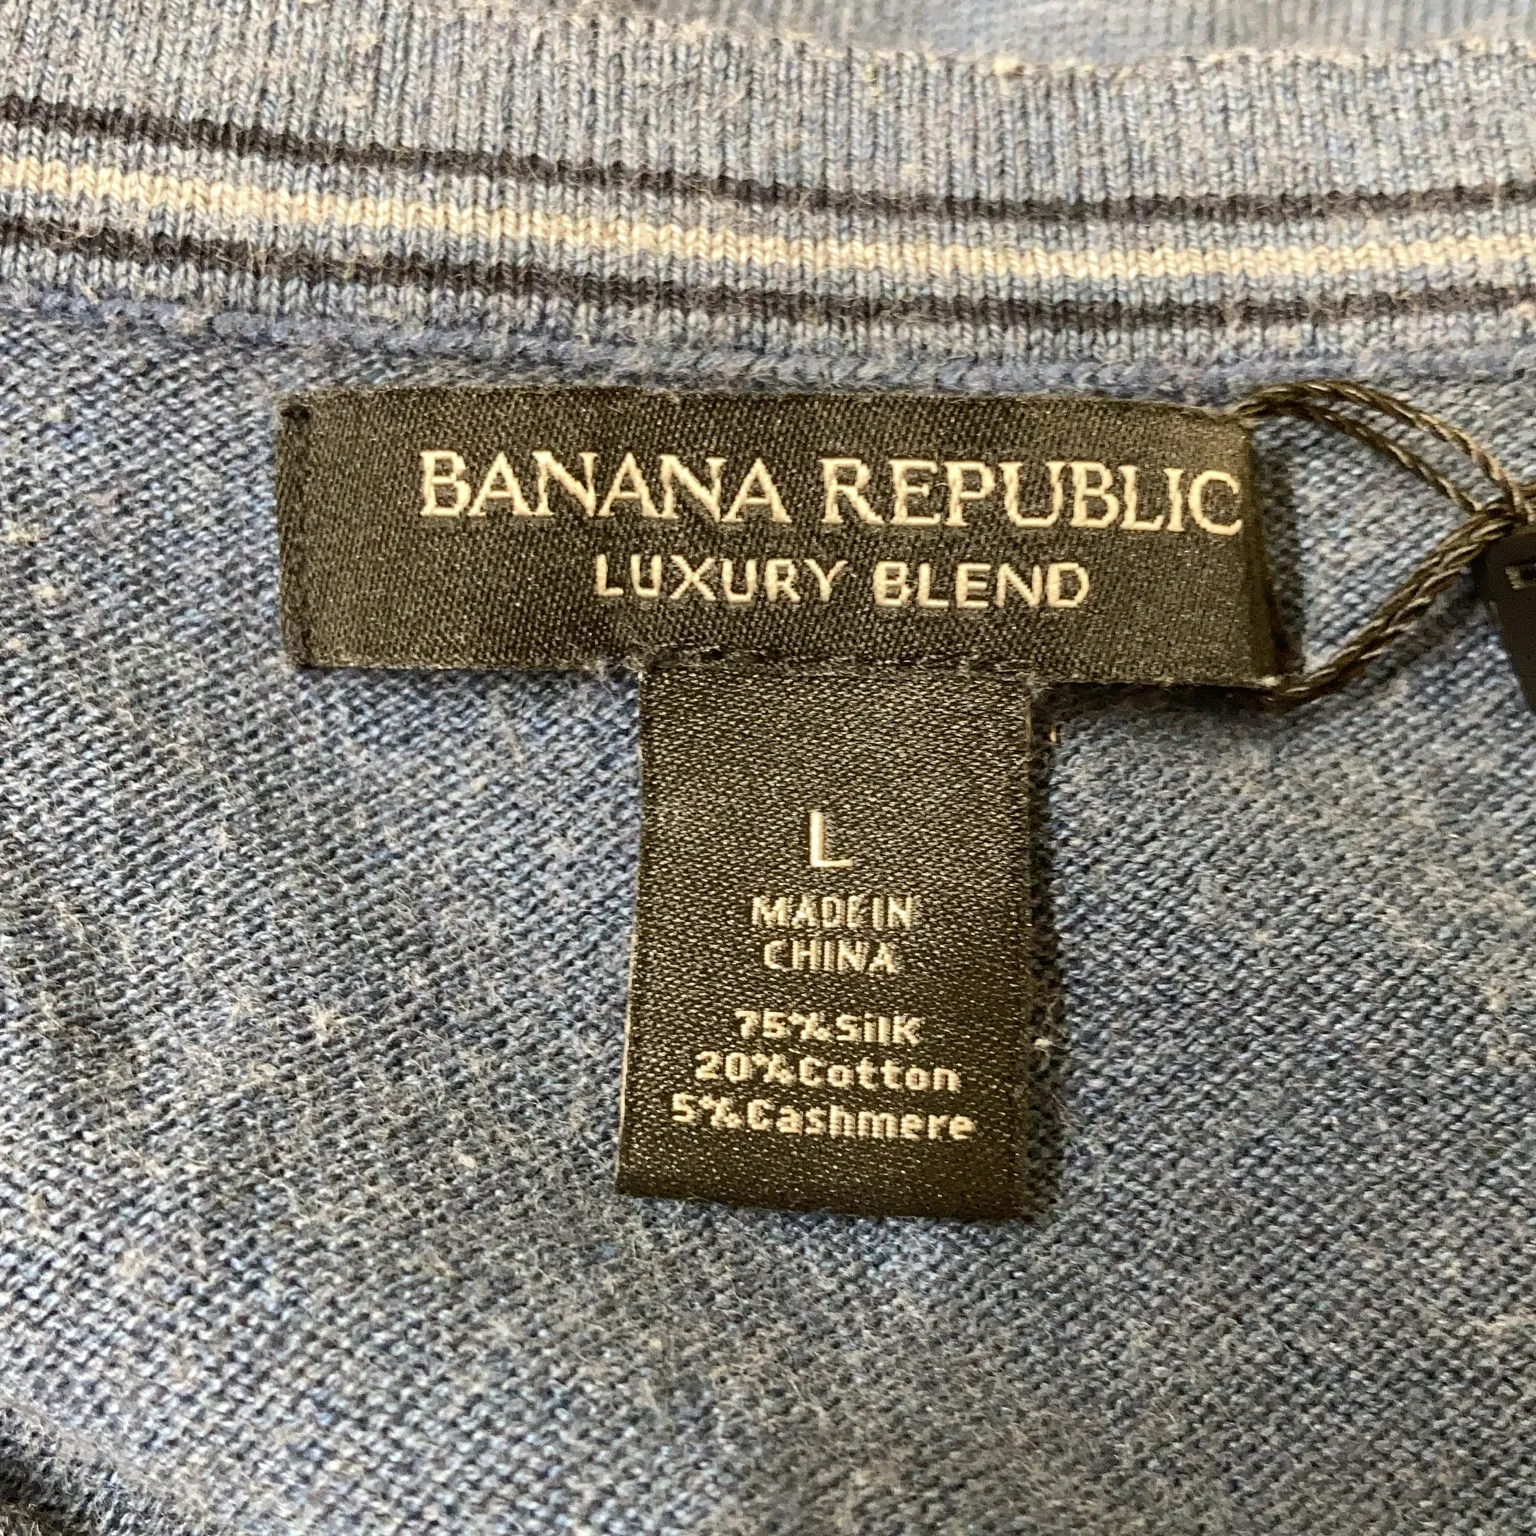 BANANA REPUBLIC
LUXURY BLEND
L
MADE IN
CHINA
75% Silk
20% Cotton
5% Cashmere